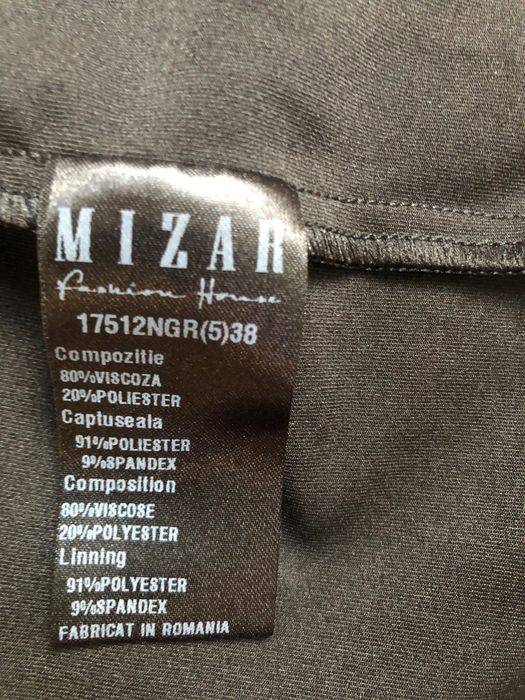 MIZAR
Fashion House
17512NGR(5)38
Compozitie
80%VISCOZA
20%POLIESTER
Captuseala
91%POLIESTER
9%SPANDEX
Composition
80%VISCOSE
20%POLYESTER
Linning
91%POLYESTER
9%SPANDEX
FABRICAT IN ROMANIA